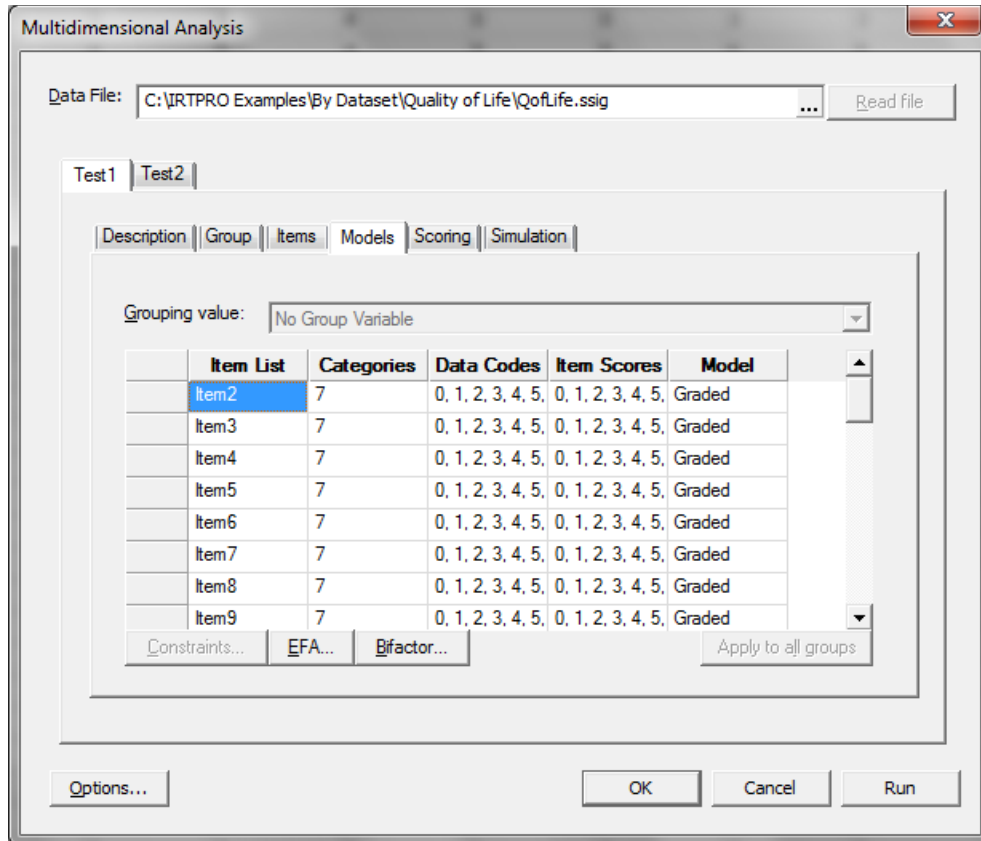 Multidimensional Analysis
Data File: C:\IRTPRO Examples\By Dataset\Quality of Life\QofLife.ssig ... Read file
Test1 Test2
Description Group Items Models Scoring Simulation
Grouping value: No Group Variable
Item List Categories Data Codes Item Scores Model
Item2 7 0, 1, 2, 3, 4, 5, 0, 1, 2, 3, 4, 5, Graded
Item3 7 0, 1, 2, 3, 4, 5, 0, 1, 2, 3, 4, 5, Graded
Item4 7 0, 1, 2, 3, 4, 5, 0, 1, 2, 3, 4, 5, Graded
Item5 7 0, 1, 2, 3, 4, 5, 0, 1, 2, 3, 4, 5, Graded
Item6 7 0, 1, 2, 3, 4, 5, 0, 1, 2, 3, 4, 5, Graded
Item7 7 0, 1, 2, 3, 4, 5, 0, 1, 2, 3, 4, 5, Graded
Item8 7 0, 1, 2, 3, 4, 5, 0, 1, 2, 3, 4, 5, Graded
Item9 7 0, 1, 2, 3, 4, 5, 0, 1, 2, 3, 4, 5, Graded
Constraints... EFA... Bifactor... Apply to all groups
Options... OK Cancel Run